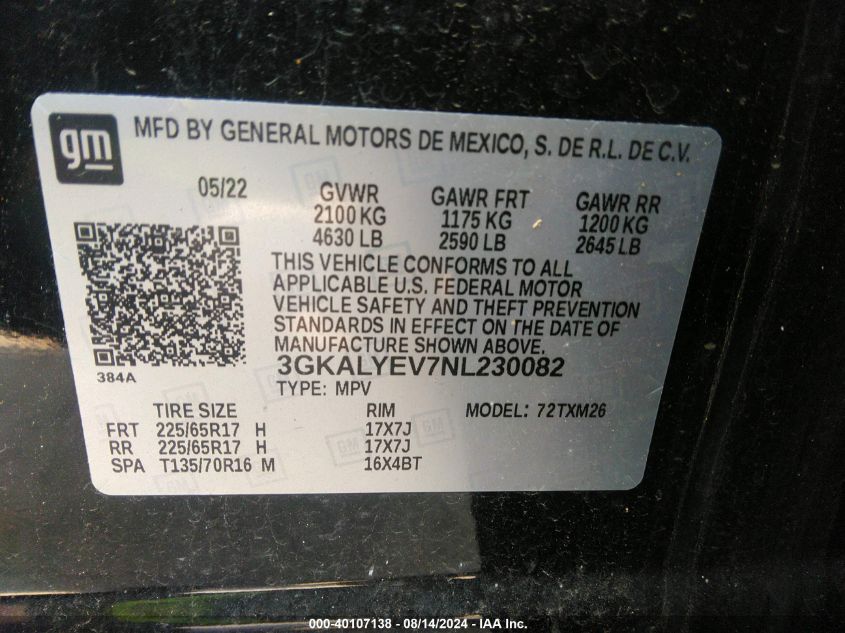 gm
MFD BY GENERAL MOTORS DE MEXICO, S. DE R.L. DE C.V.
05/22 GVWR GAWR FRT GAWR RR
2100 KG 1175 KG 1200 KG
4630 LB 2590 LB 2645 LB
THIS VEHICLE CONFORMS TO ALL
APPLICABLE U.S. FEDERAL MOTOR
VEHICLE SAFETY AND THEFT PREVENTION
STANDARDS IN EFFECT ON THE DATE OF
MANUFACTURE SHOWN ABOVE.
384A 3GKALYEV7NL230082
TYPE: MPV
TIRE SIZE RIM MODEL: 72TXM26
FRT 225/65R17 H 17X7J
RR 225/65R17 H 17X7J
SPA T135/70R16 M 16X4BT
000-40107138 - 08/14/2024 - IAA Inc.